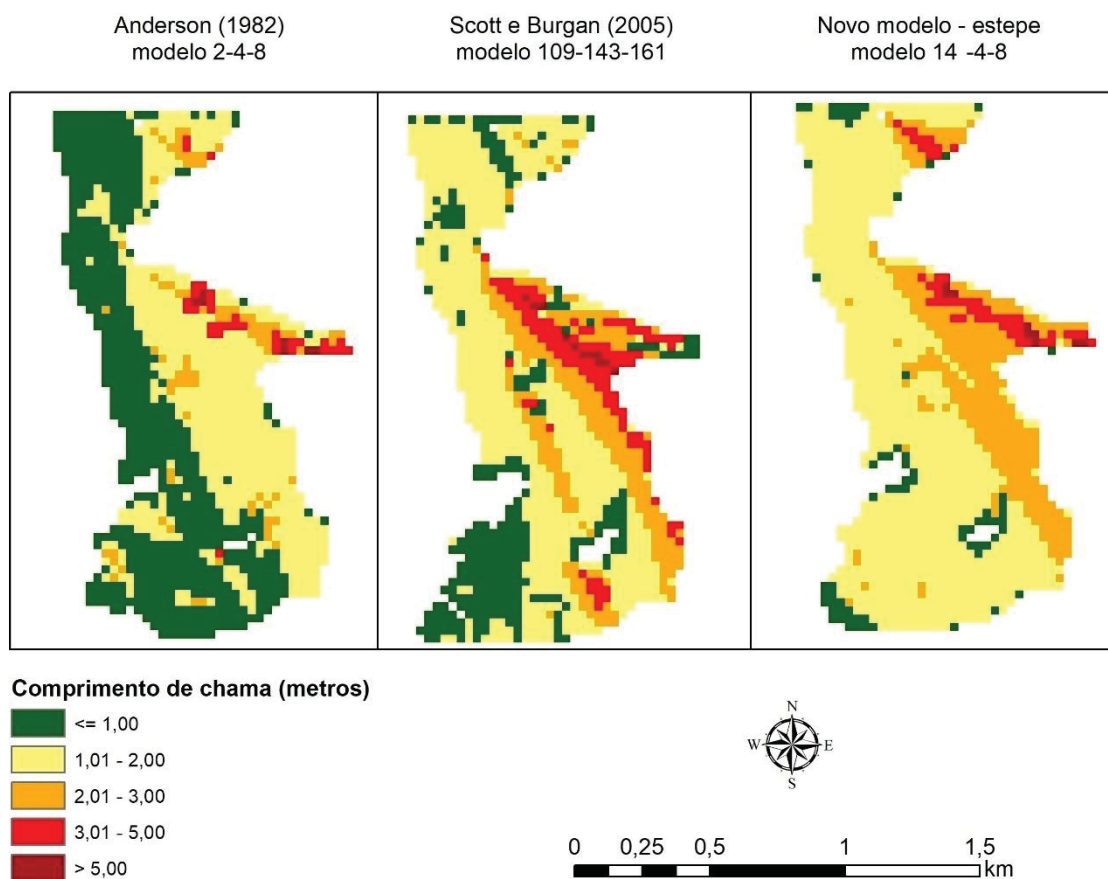 Anderson (1982)
modelo 2-4-8
Scott e Burgan (2005)
modelo 109-143-161
Novo modelo - estepe
modelo 14 -4-8
Comprimento de chama (metros)
<= 1,00
1,01 - 2,00
2,01 - 3,00
3,01 - 5,00
> 5,00
N
W E
S
0 0,25 0,5 1 1,5
km